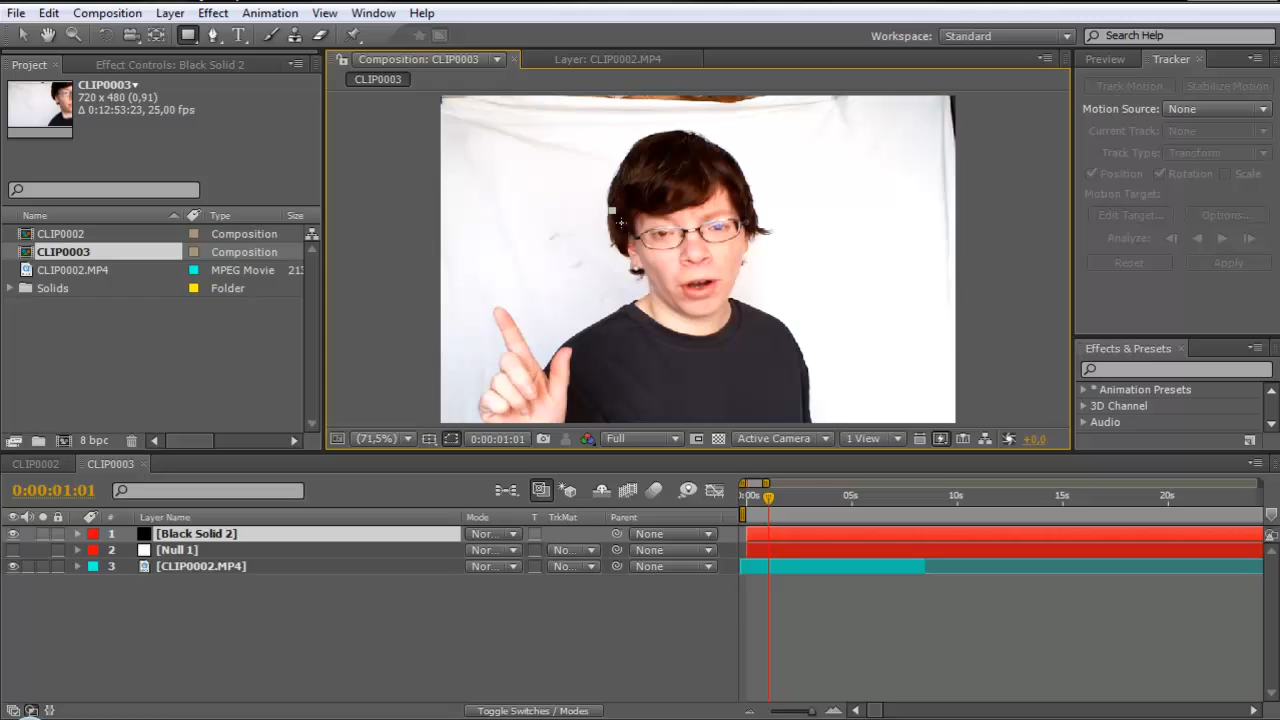 File Edit Composition Layer Effect Animation View Window Help
Workspace: Standard Search Help
Project Effect Controls: Black Solid 2
Composition: CLIP0003 Layer: CLIP0002.MP4
Preview Tracker
CLIP0003
CLIP0003
720 x 480 (0,91)
Δ 0:12:53:23, 25,00 fps
Track Motion Stabilize Motion
Motion Source: None
Current Track: None
Track Type: Transform
Position Rotation Scale
Motion Target:
Edit Target... Options...
Analyze:
Reset Apply
Name Type Size
CLIP0002 Composition
CLIP0003 Composition
CLIP0002.MP4 MPEG Movie 213
Solids Folder
Effects & Presets
* Animation Presets
3D Channel
Audio
8 bpc
(71,5%) 0:00:01:01 Full Active Camera 1 View +0,0
CLIP0002 CLIP0003
0:00:01:01
:00s 05s 10s 15s 20s
# Layer Name Mode T TrkMat Parent
1 [Black Solid 2] Nor... None
2 [Null 1] Nor... No... None
3 [CLIP0002.MP4] Nor... No... None
Toggle Switches / Modes